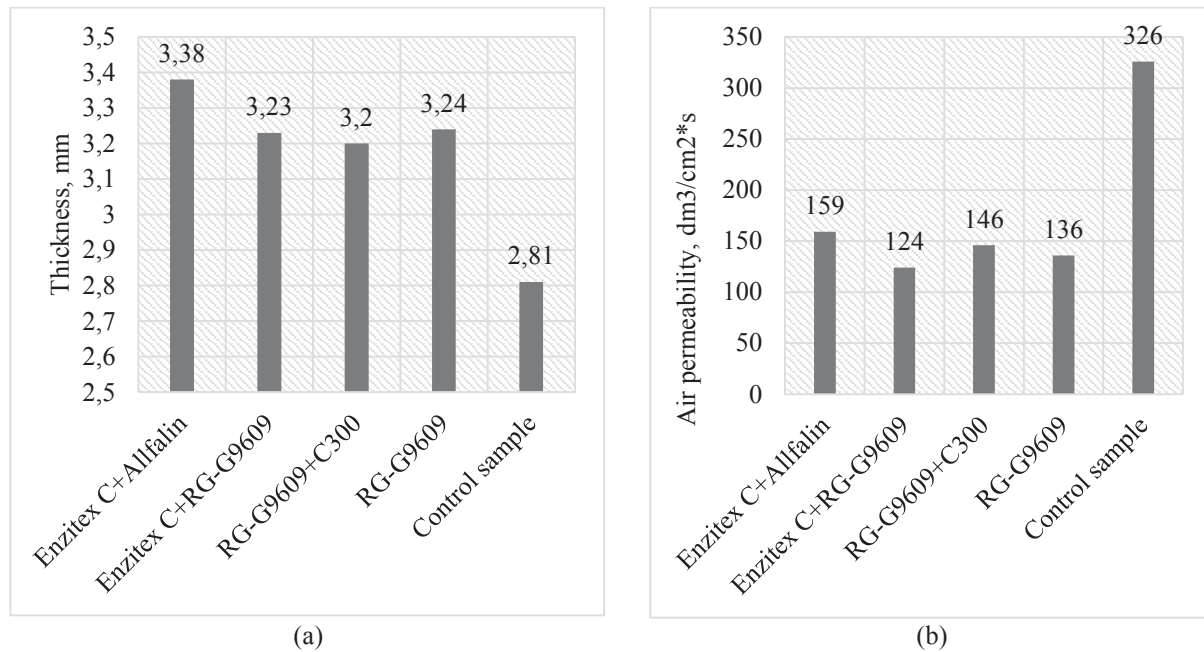 3,5
3,4
3,3
3,2
3,1
3
2,9
2,8
2,7
2,6
2,5
Thickness, mm
3,38
3,23
3,2
3,24
2,81
Enzitex C+Allfalin
Enzitex C+RG-G9609
RG-G9609+C300
RG-G9609
Control sample
(a)
350
300
250
200
150
100
50
0
Air permeability, dm3/cm2*s
159
124
146
136
326
Enzitex C+Allfalin
Enzitex C+RG-G9609
RG-G9609+C300
RG-G9609
Control sample
(b)